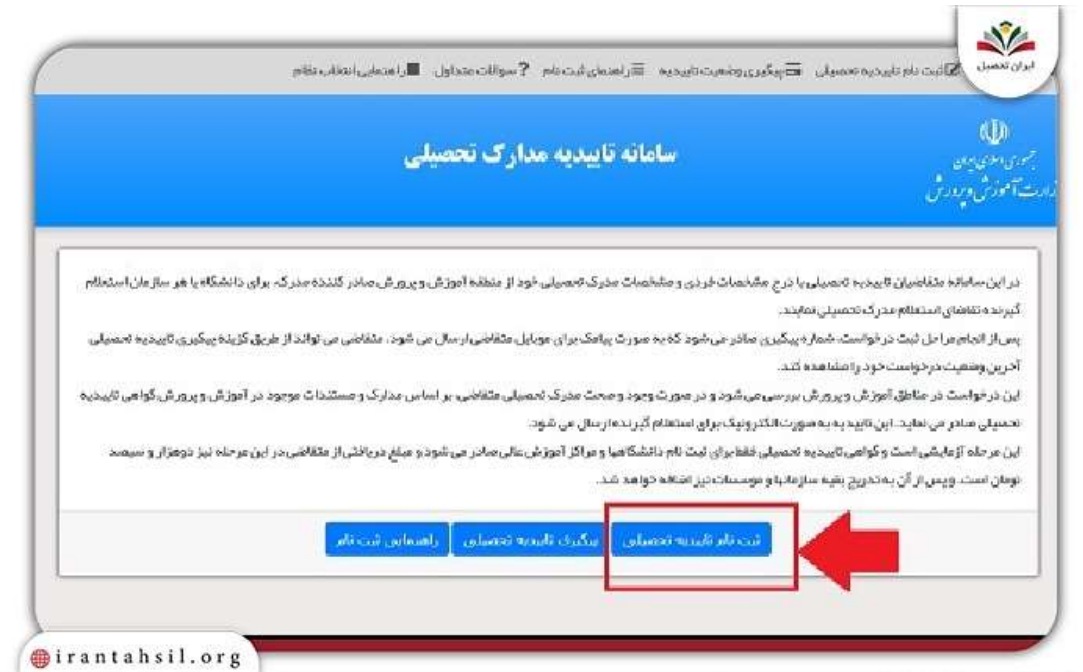 ایران تحصیل
ثبت نام تاییدیه تحصیلی پیگیری وضعیت تاییدیه راهنمای ثبت نام ? سوالات متداول راهنمایی انتخاب نظام
جمهوری اسلامی ایران
وزارت آموزش و پرورش
سامانه تاییدیه مدارک تحصیلی
در این سامانه متقاضیان تاییدیه تحصیلی با درج مشخصات فردی و مشخصات مدرک تحصیلی خود از منطقه آموزش و پرورش صادر کننده مدرک، برای دانشگاه یا هر سازمان استعلام
گیرنده تقاضای استعلام مدرک تحصیلی نمایند.
پس از انجام مراحل ثبت درخواست، شماره پیگیری صادر می شود که به صورت پیامک برای موبایل متقاضی ارسال می شود ، متقاضی می تواند از طریق گزینه پیگیری تاییدیه تحصیلی
آخرین وضعیت درخواست خود را مشاهده کند.
این درخواست در مناطق آموزش و پرورش بررسی می شود و در صورت وجود و صحت مدرک تحصیلی متقاضی، بر اساس مدارک و مستندات موجود در آموزش و پرورش گواهی تاییدیه
تحصیلی صادر می نماید. این تاییدیه به صورت الکترونیک برای استعلام گیرنده ارسال می شود.
این مرحله آزمایشی است و گواهی تاییدیه تحصیلی فقط برای ثبت نام دانشگاهها و مراکز آموزش عالی صادر می شود و مبلغ دریافتی از متقاضی در این مرحله نیز دوهزار و سیصد
تومان است. و پس از آن به تدریج بقیه سازمانها و موسسات نیز اضافه خواهد شد.
ثبت نام تاییدیه تحصیلی پیگیری تاییدیه تحصیلی راهنمایی ثبت نام
irantahsil.org